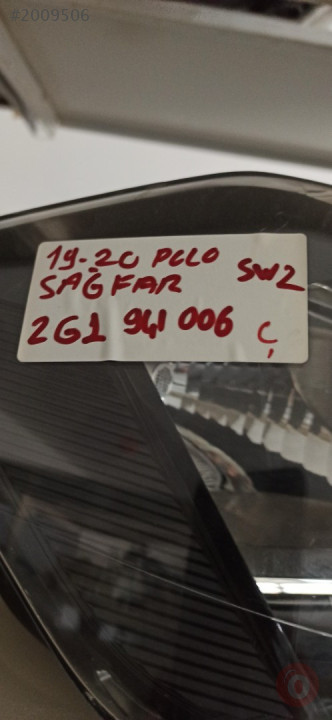 #2009506
19-20 POLO SW2
SAĞ FAR
2G1 941 006 Ç